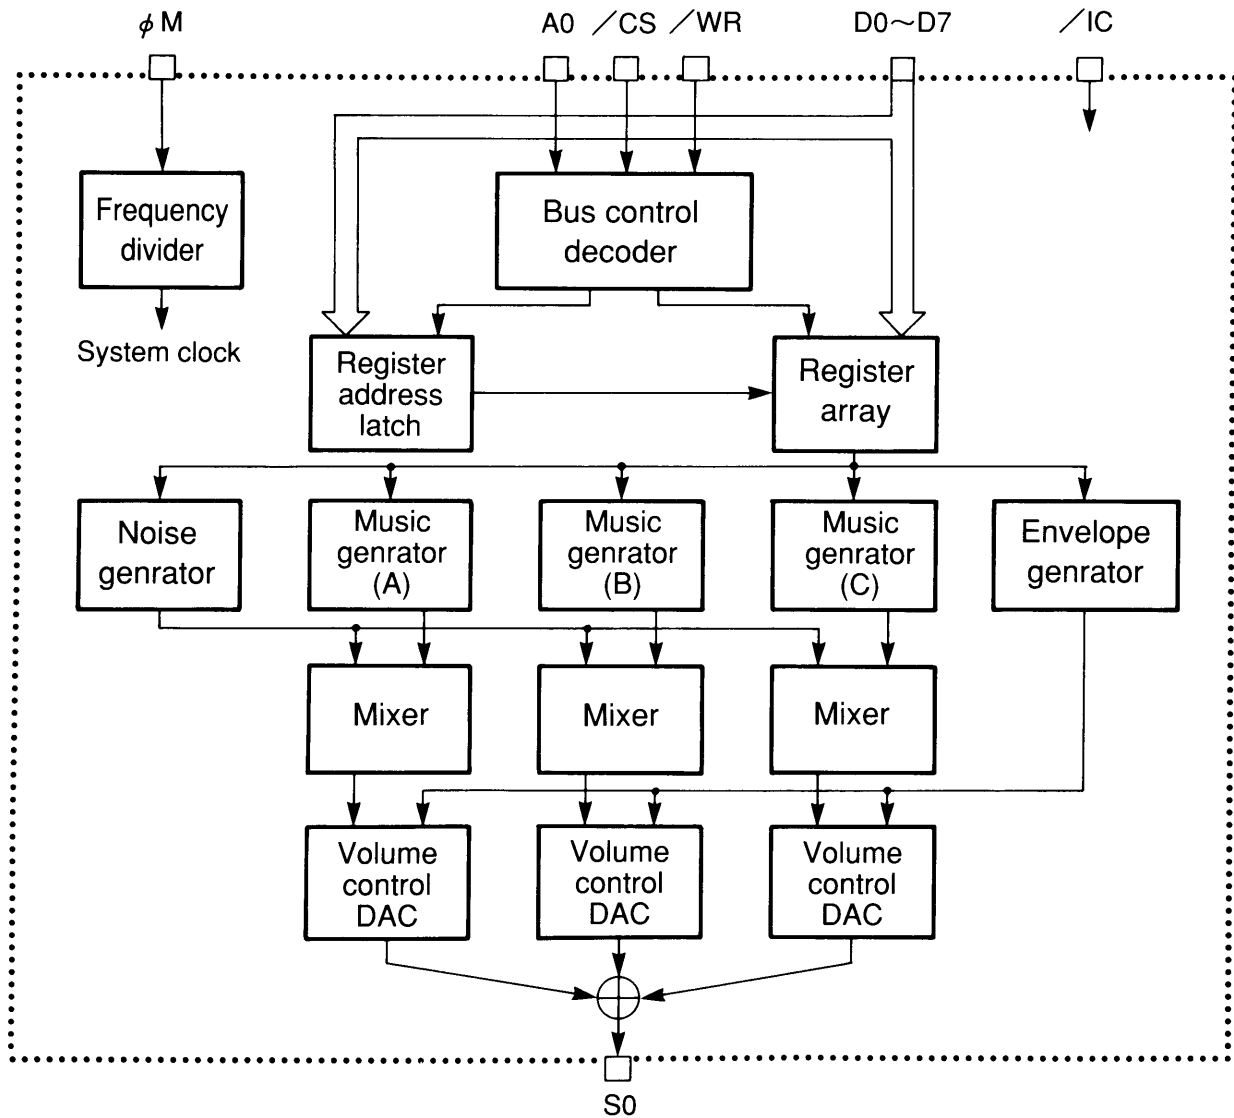 φM
A0
/CS
/WR
D0~D7
/IC
Frequency
divider
Bus control
decoder
System clock
Register
address
latch
Register
array
Noise
genrator
Music
genrator
(A)
Music
genrator
(B)
Music
genrator
(C)
Envelope
genrator
Mixer
Mixer
Mixer
Volume
control
DAC
Volume
control
DAC
Volume
control
DAC
S0